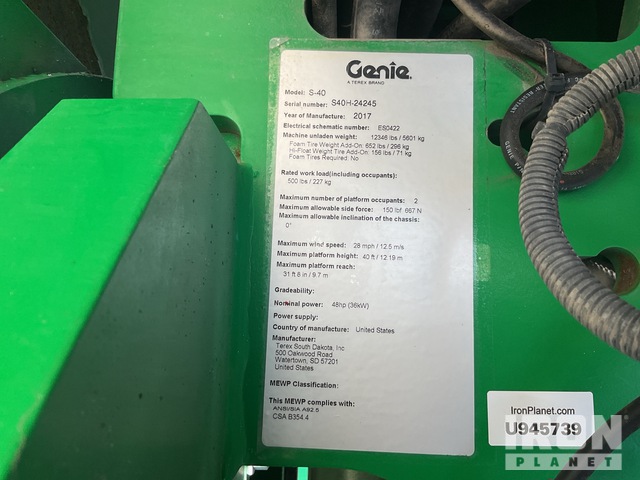 Genie
A TEREX BRAND
Model: S-40
Serial number: S40H-24245
Year of Manufacture: 2017
Electrical schematic number: ES0422
Machine unladen weight: 12346 lbs / 5601 kg
Foam Tire Weight Add-On: 652 lbs / 296 kg
Hi-Float Weight Tire Add-On: 156 lbs / 71 kg
Foam Tires Required: No
Rated work load(including occupants):
500 lbs / 227 kg
Maximum number of platform occupants: 2
Maximum allowable side force: 150 lbf 667 N
Maximum allowable inclination of the chassis:
0°
Maximum wind speed: 28 mph / 12.5 m/s
Maximum platform height: 40 ft / 12.19 m
Maximum platform reach:
31 ft 8 in / 9.7 m
Gradeability:
Nominal power: 48hp (36kW)
Power supply:
Country of manufacture: United States
Manufacturer:
Terex South Dakota, Inc.
500 Oakwood Road
Watertown, SD 57201
United States
MEWP Classification:
This MEWP complies with:
ANSI/SIA A92.5
CSA B354.4
IronPlanet.com
U945739
IRON
PLANET